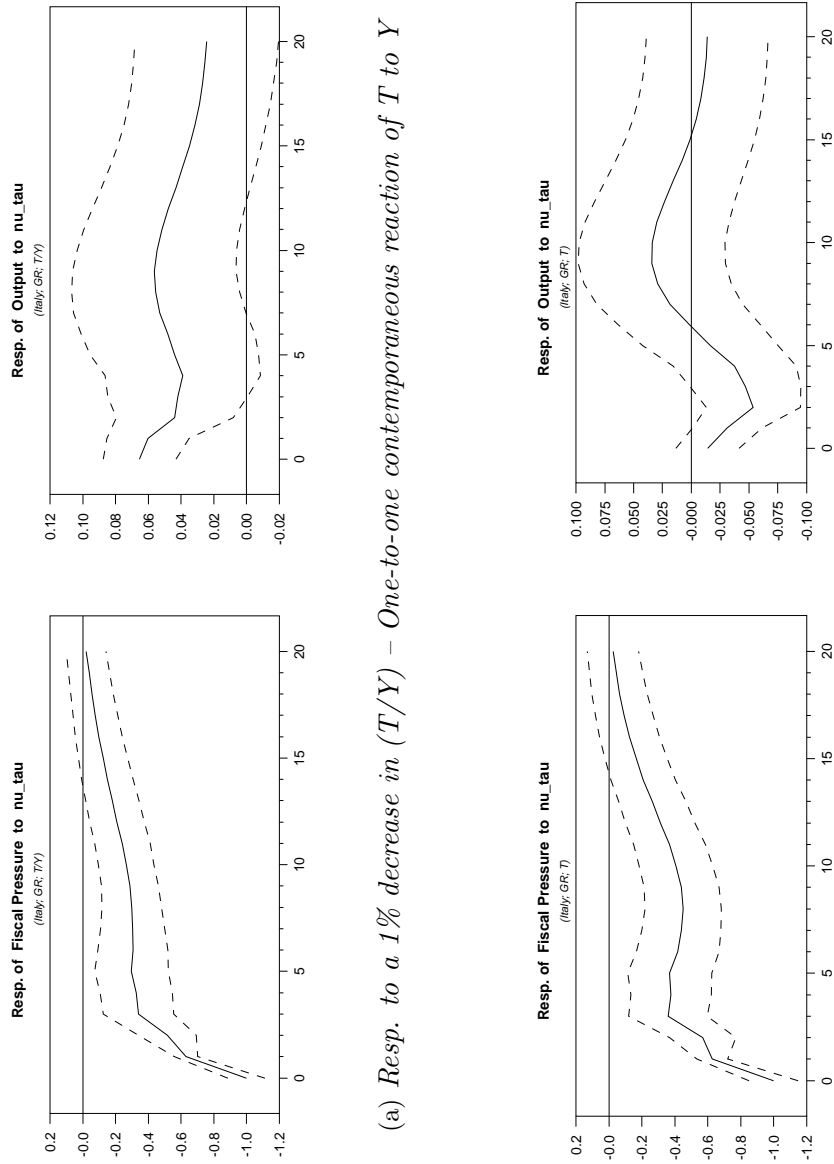 Resp. of Fiscal Pressure to nu_tau
(Italy; GR; T/Y)
0.2
-0.0
-0.2
-0.4
-0.6
-0.8
-1.0
-1.2
0 5 10 15 20
Resp. of Output to nu_tau
(Italy; GR; T/Y)
0.12
0.10
0.08
0.06
0.04
0.02
0.00
-0.02
0 5 10 15 20
(a) Resp. to a 1% decrease in (T/Y) – One-to-one contemporaneous reaction of T to Y
Resp. of Fiscal Pressure to nu_tau
(Italy; GR; T)
0.2
-0.0
-0.2
-0.4
-0.6
-0.8
-1.0
-1.2
0 5 10 15 20
Resp. of Output to nu_tau
(Italy; GR; T)
0.100
0.075
0.050
0.025
-0.000
-0.025
-0.050
-0.075
-0.100
0 5 10 15 20